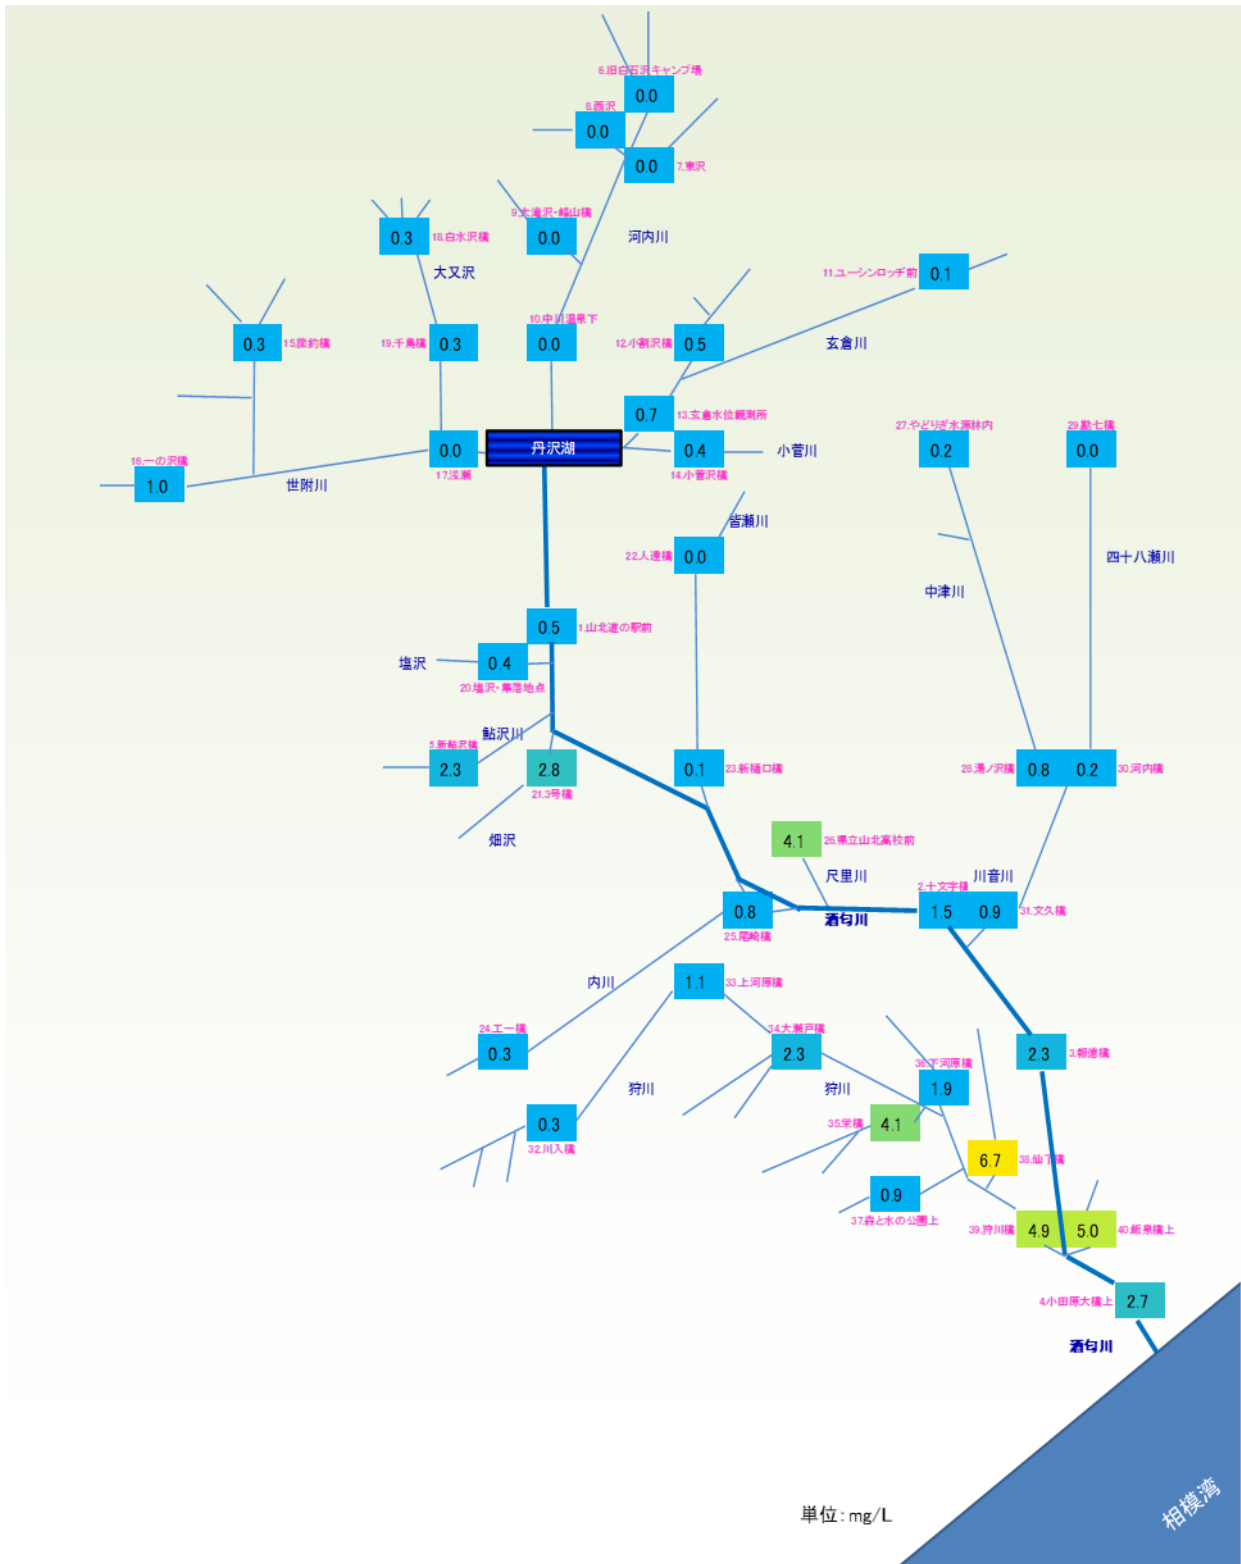 6.旧白石沢キャンプ場
0.0
8.西沢
0.0
0.0
7.東沢
9.大滝沢・峰山橋
0.0
河内川
0.3
18.白水沢橋
大又沢
11.ユーシンロッヂ前
0.1
10.中川温泉下
0.3
0.3
19.千鳥橋
0.0
12.小割沢橋
0.5
玄倉川
0.7
13.玄倉水位観測所
0.0
17.浅瀬
丹沢湖
0.4
14.小菅沢橋
小菅川
16.一の沢橋
1.0
世附川
27.やどりぎ水源林内
0.2
29.勘七橋
0.0
皆瀬川
22.人遠橋
0.0
四十八瀬川
中津川
0.5
1.山北道の駅前
塩沢
0.4
20.塩沢・集落地点
鮎沢川
5.新鮎沢橋
2.3
2.8
21.3号橋
畑沢
0.1
23.新樋口橋
28.湯ノ沢橋
0.8
0.2
30.河内橋
4.1
26.県立山北高校前
尺里川
川音川
2.十文字橋
1.5
0.9
31.文久橋
0.8
25.尾崎橋
酒匂川
内川
1.1
33.上河原橋
24.工一橋
0.3
34.大瀬戸橋
2.3
2.3
3.報徳橋
36.下河原橋
1.9
狩川
狩川
0.3
32.川入橋
35.栄橋
4.1
6.7
38.仙了橋
0.9
37.森と水の公園上
39.狩川橋
4.9
5.0
40.飯泉橋上
4.小田原大橋上
2.7
酒匂川
単位：mg/L
相模湾